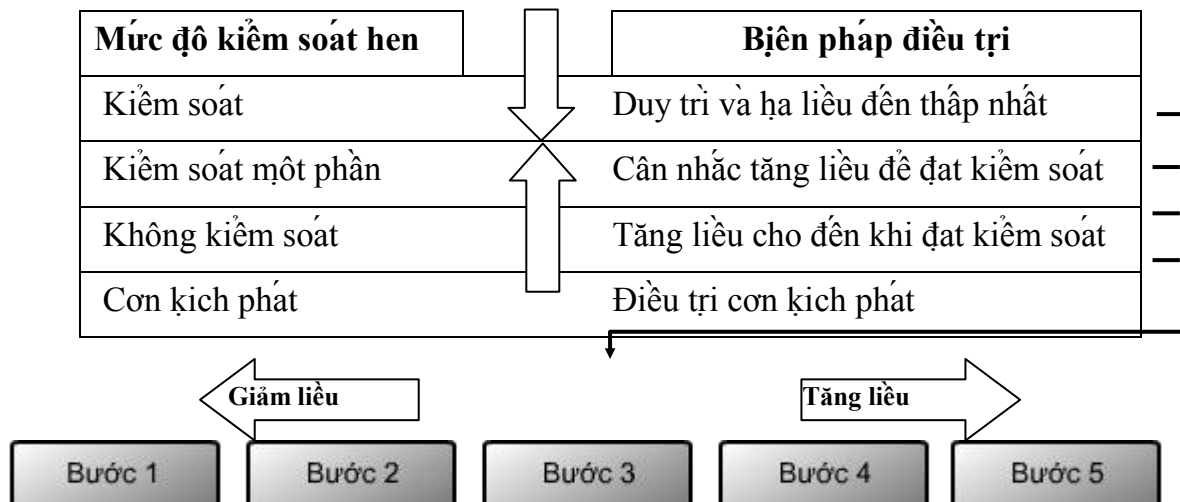 Mức độ kiểm soát hen
Biện pháp điều trị
Kiểm soát
Duy trì và hạ liều đến thấp nhất
Kiểm soát một phần
Cân nhắc tăng liều để đạt kiểm soát
Không kiểm soát
Tăng liều cho đến khi đạt kiểm soát
Cơn kịch phát
Điều trị cơn kịch phát
Giảm liều
Tăng liều
Bước 1
Bước 2
Bước 3
Bước 4
Bước 5